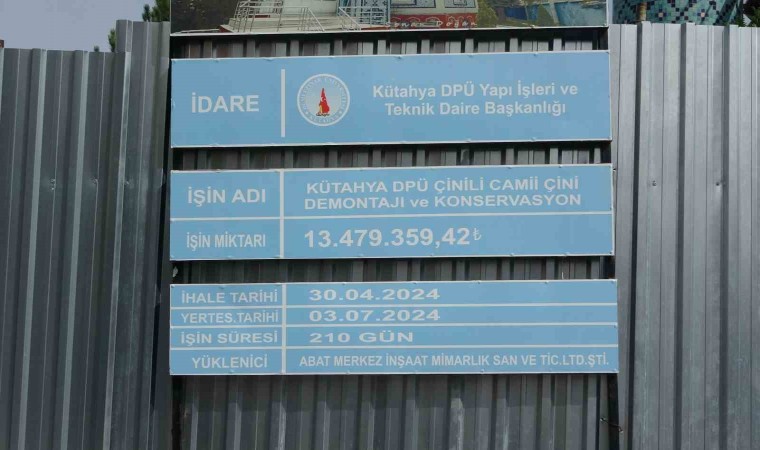 İDARE
Kütahya DPÜ Yapı İşleri ve
Teknik Daire Başkanlığı
İŞİN ADI
KÜTAHYA DPÜ ÇİNİLİ CAMİİ ÇİNİ
DEMONTAJI ve KONSERVASYON
İŞİN MİKTARI 13.479.359,42₺
İHALE TARİHİ 30.04.2024
YERTES.TARİHİ 03.07.2024
İŞİN SÜRESİ 210 GÜN
YÜKLENİCİ ABAT MERKEZ İNŞAAT MİMARLIK SAN VE TİC.LTD.ŞTİ.